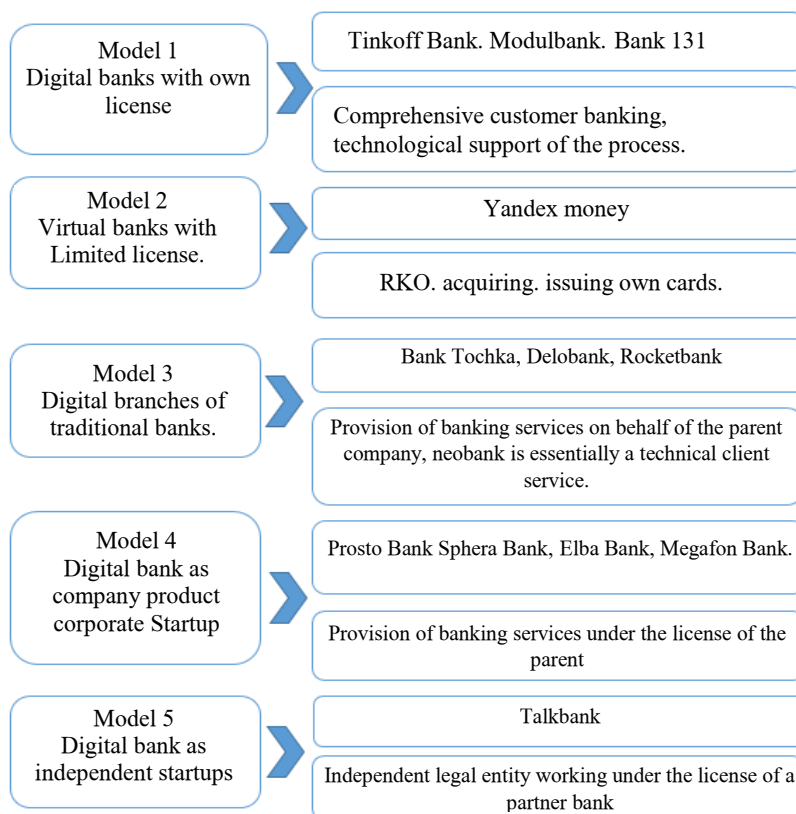 Model 1
Digital banks with own
license
Tinkoff Bank. Modulbank. Bank 131
Comprehensive customer banking,
technological support of the process.
Model 2
Virtual banks with
Limited license.
Yandex money
RKO. acquiring. issuing own cards.
Model 3
Digital branches of
traditional banks.
Bank Tochka, Delobank, Rocketbank
Provision of banking services on behalf of the parent
company, neobank is essentially a technical client
service.
Model 4
Digital bank as
company product
corporate Startup
Prosto Bank Sphera Bank, Elba Bank, Megafon Bank.
Provision of banking services under the license of the
parent
Model 5
Digital bank as
independent startups
Talkbank
Independent legal entity working under the license of a
partner bank